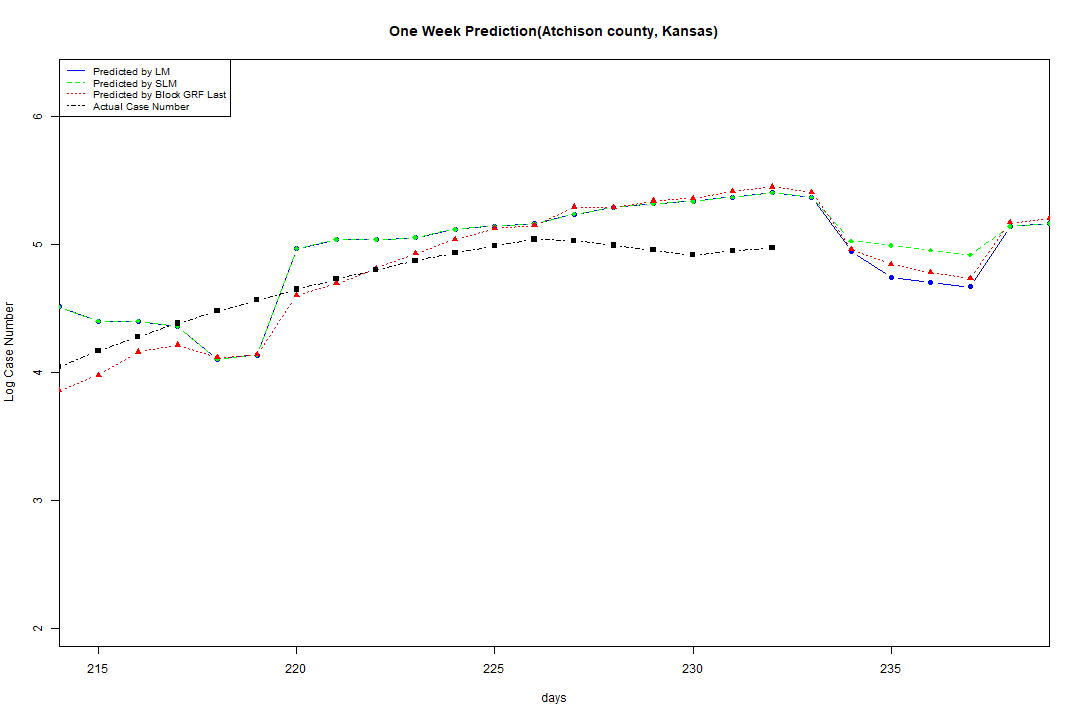 One Week Prediction(Atchison county, Kansas)
Predicted by LM
Predicted by SLM
Predicted by Block GRF Last
Actual Case Number
6
5
4
3
2
Log Case Number
215 220 225 230 235
days